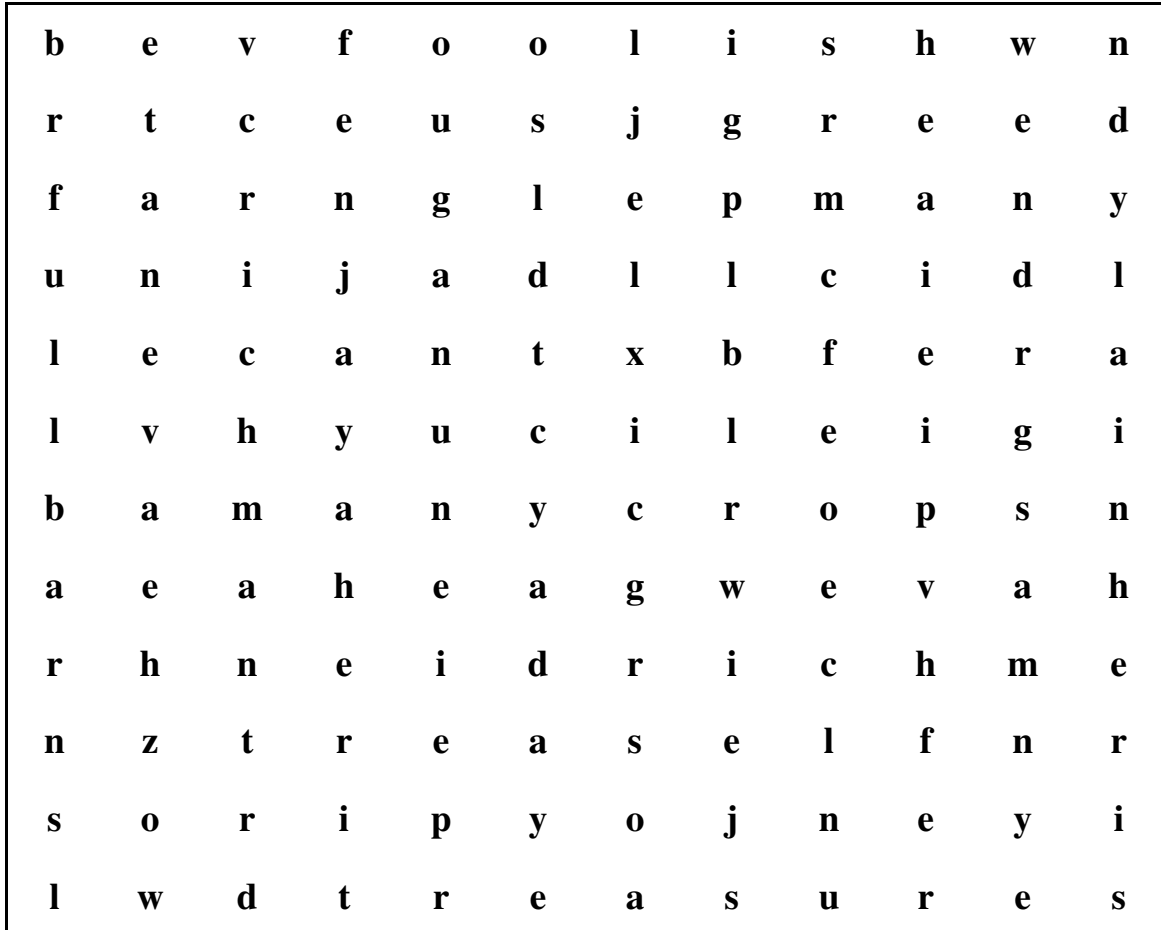 b e v f o o l i s h w n
r t c e u s j g r e e d
f a r n g l e p m a n y
u n i j a d l l c i d l
l e c a n t x b f e r a
l v h y u c i l e i g i
b a m a n y c r o p s n
a e a h e a g w e v a h
r h n e i d r i c h m e
n z t r e a s e l f n r
s o r i p y o j n e y i
l w d t r e a s u r e s